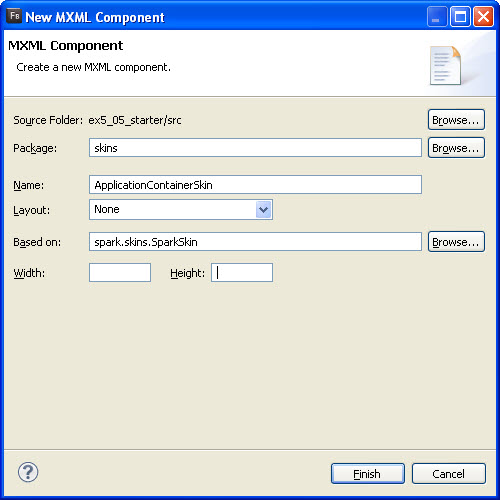 Fb New MXML Component
MXML Component
Create a new MXML component.
Source Folder: ex5_05_starter/src Browse...
Package: skins Browse...
Name: ApplicationContainerSkin
Layout: None
Based on: spark.skins.SparkSkin Browse...
Width: Height:
? Finish Cancel